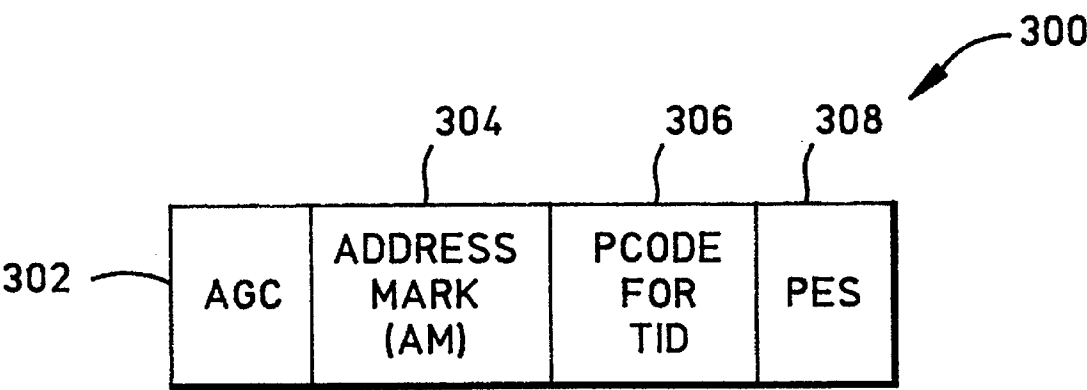 300
304
306
308
302
AGC
ADDRESS
MARK
(AM)
PCODE
FOR
TID
PES